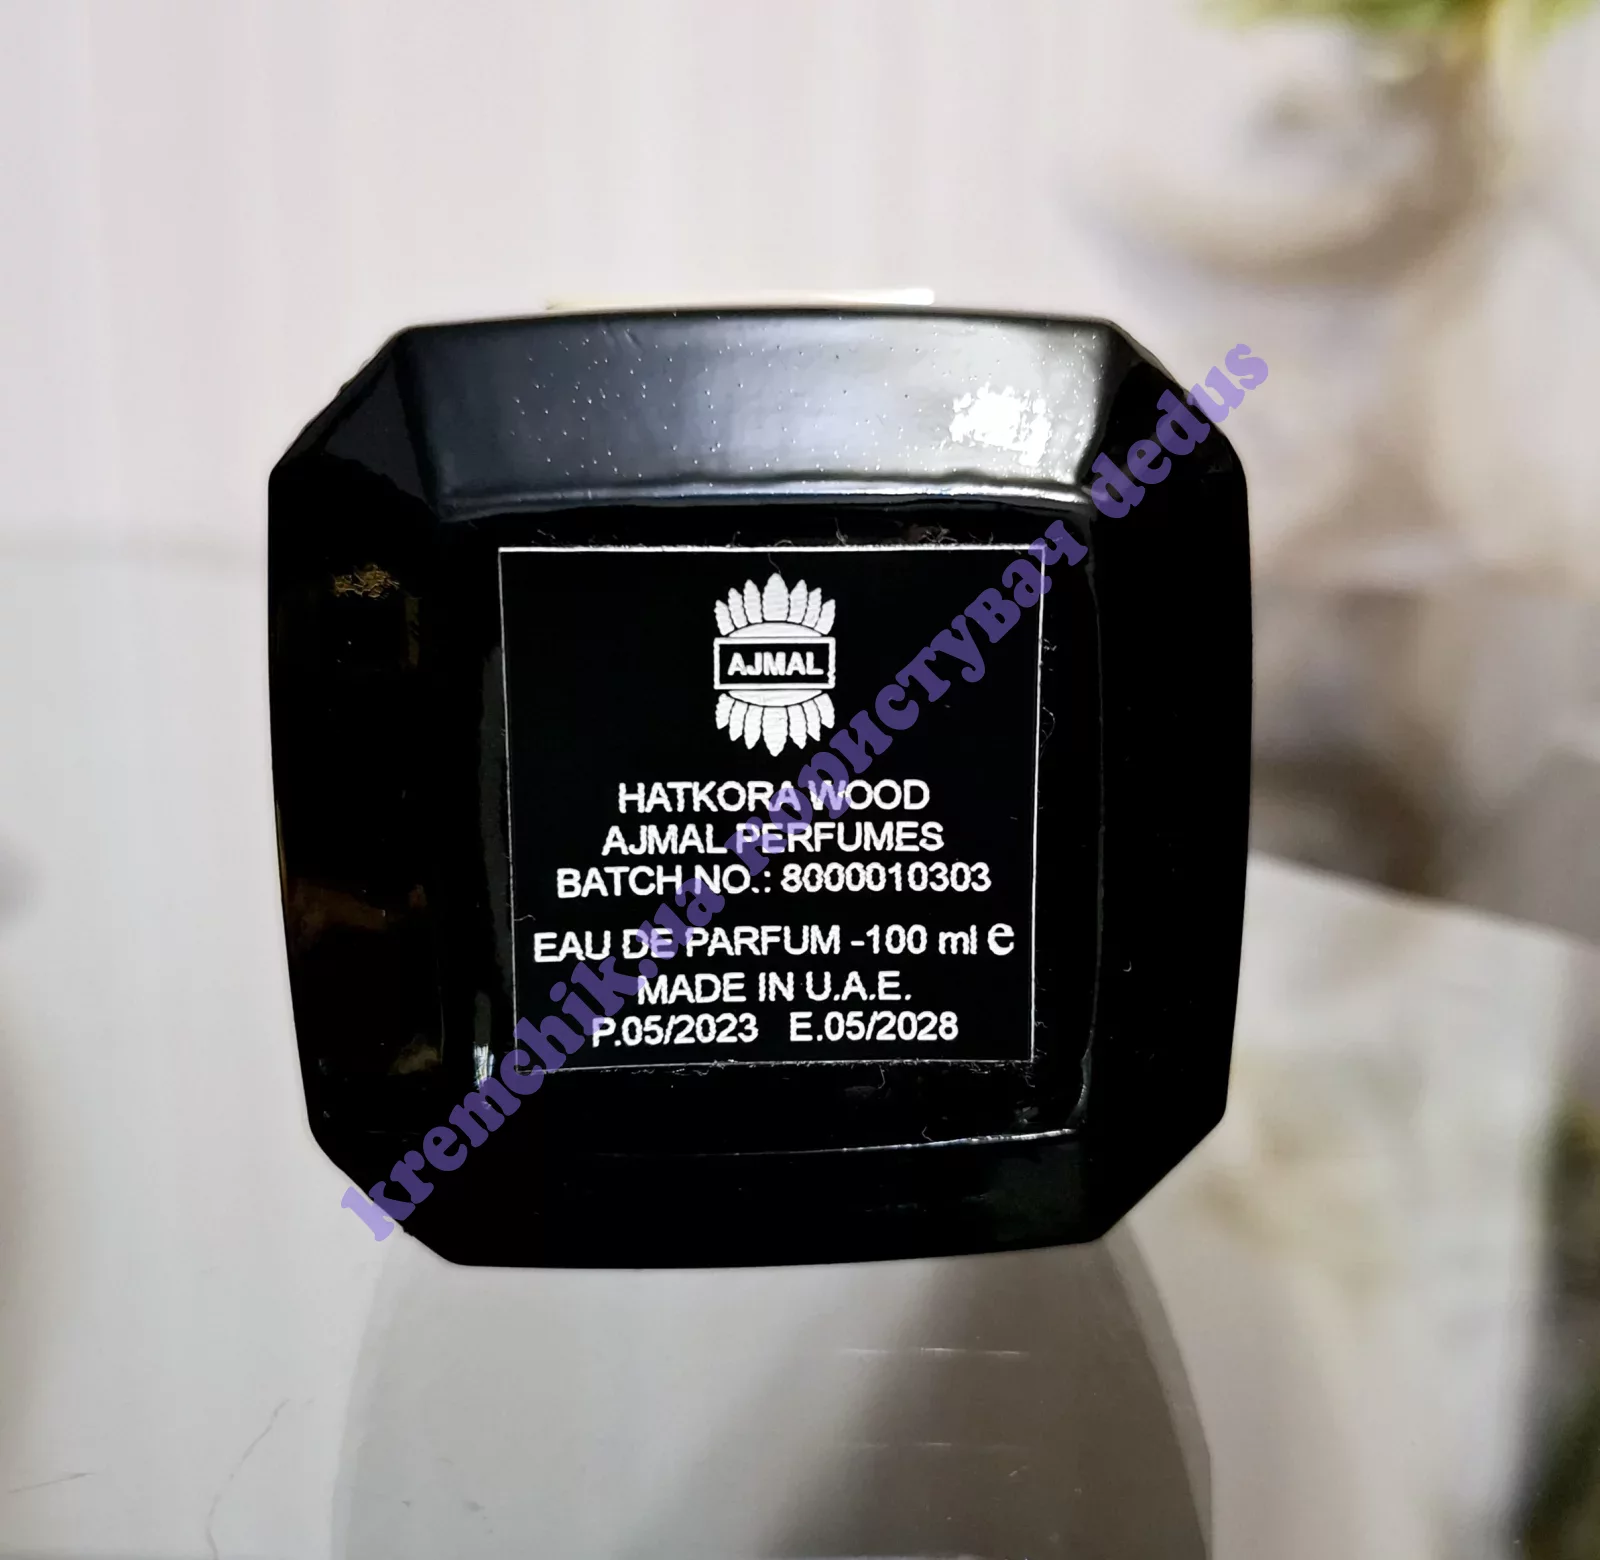 AJMAL
HATKORA WOOD
AJMAL PERFUMES
BATCH NO.: 8000010303
EAU DE PARFUM -100 ml e
MADE IN U.A.E.
P.05/2023 E.05/2028
kremchik.ua користувач dedus